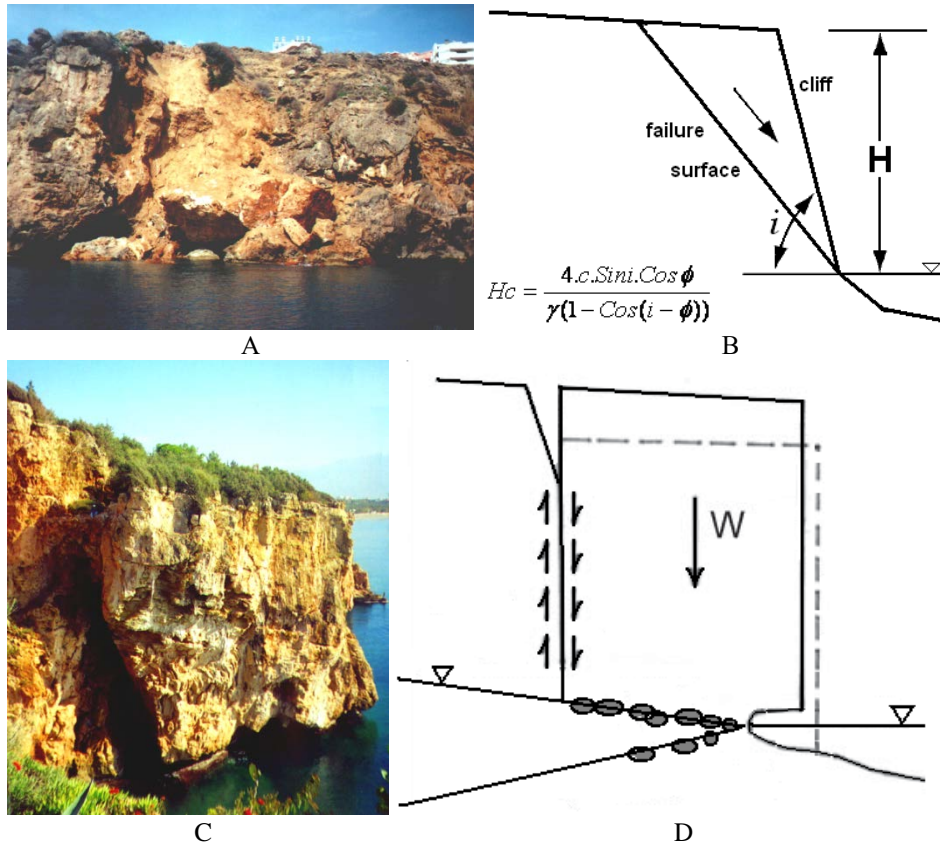 cliff
failure
surface
H
i
Hc = 4.c.Sini.Cosϕ / γ(1−Cos(i−ϕ))
A
B
W
C
D